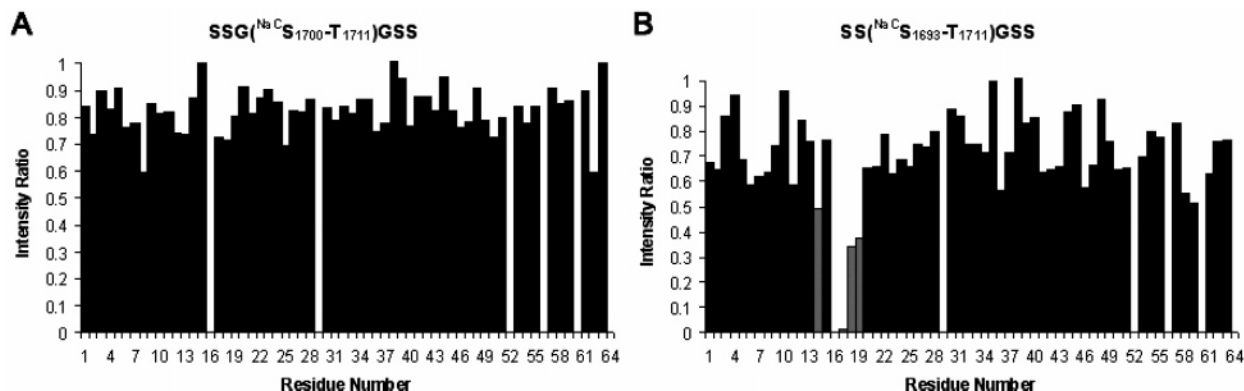 A
SSG(ᴺᵃ ᶜS₁₇₀₀-T₁₇₁₁)GSS
Intensity Ratio
1
0.9
0.8
0.7
0.6
0.5
0.4
0.3
0.2
0.1
0
1 4 7 10 13 16 19 22 25 28 31 34 37 40 43 46 49 52 55 58 61 64
Residue Number
B
SS(ᴺᵃ ᶜS₁₆₉₃-T₁₇₁₁)GSS
Intensity Ratio
1
0.9
0.8
0.7
0.6
0.5
0.4
0.3
0.2
0.1
0
1 4 7 10 13 16 19 22 25 28 31 34 37 40 43 46 49 52 55 58 61 64
Residue Number